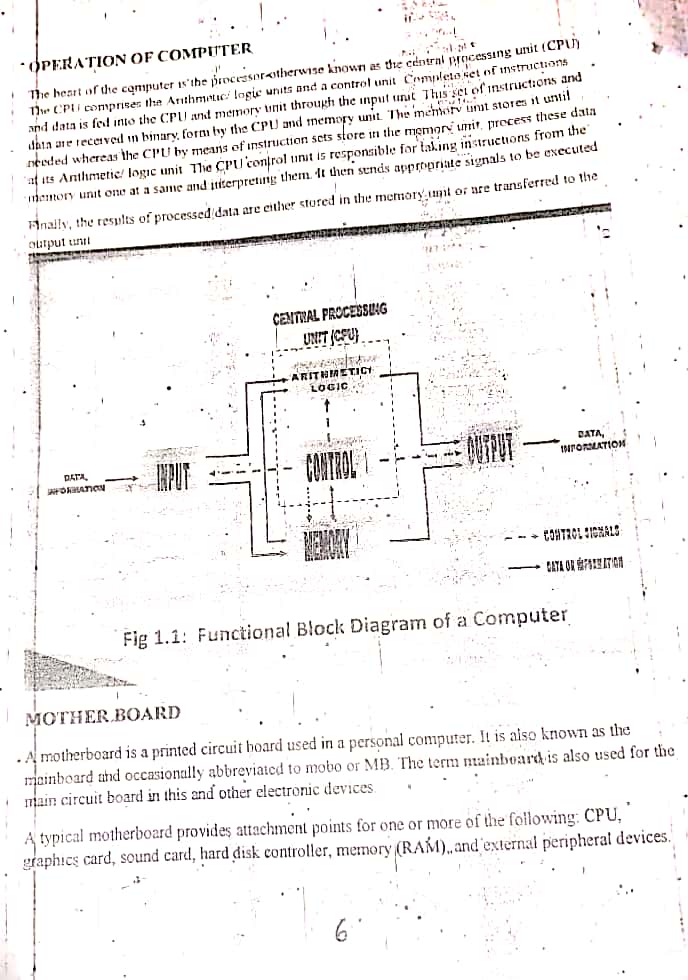 OPERATION OF COMPUTER
The heart of the computer is the processor otherwise known as the central processing unit (CPU)
The CPU comprises the Arithmetic/ logic units and a control unit Complete set of instructions
and data is fed into the CPU and memory unit through the input unit This set of instructions and
data are received in binary form by the CPU and memory unit. The memory unit stores it until
needed whereas the CPU by means of instruction sets store in the memory unit, process these data
at its Arithmetic/ logic unit The CPU control unit is responsible for taking instructions from the
memory unit one at a same and interpreting them. It then sends appropriate signals to be executed
Finally, the results of processed data are either stored in the memory unit or are transferred to the
output unit
CENTRAL PROCESSING
UNIT (CPU)
ARITHMETIC/
LOGIC
DATA,
INFORMATION
INPUT
CONTROL
OUTPUT
DATA,
INFORMATION
MEMORY
CONTROL SIGNALS
DATA OR INFORMATION
Fig 1.1: Functional Block Diagram of a Computer
MOTHER BOARD
A motherboard is a printed circuit board used in a personal computer. It is also known as the
mainboard and occasionally abbreviated to mobo or MB. The term mainboard is also used for the
main circuit board in this and other electronic devices
A typical motherboard provides attachment points for one or more of the following: CPU,
graphics card, sound card, hard disk controller, memory (RAM), and external peripheral devices.
6